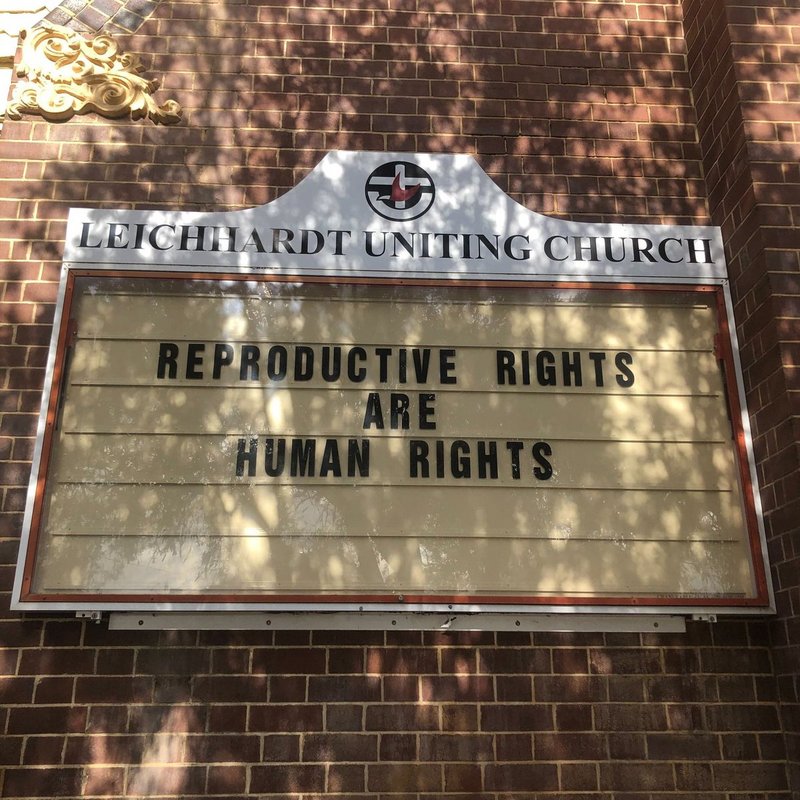 LEICHHARDT UNITING CHURCH
REPRODUCTIVE RIGHTS
ARE
HUMAN RIGHTS